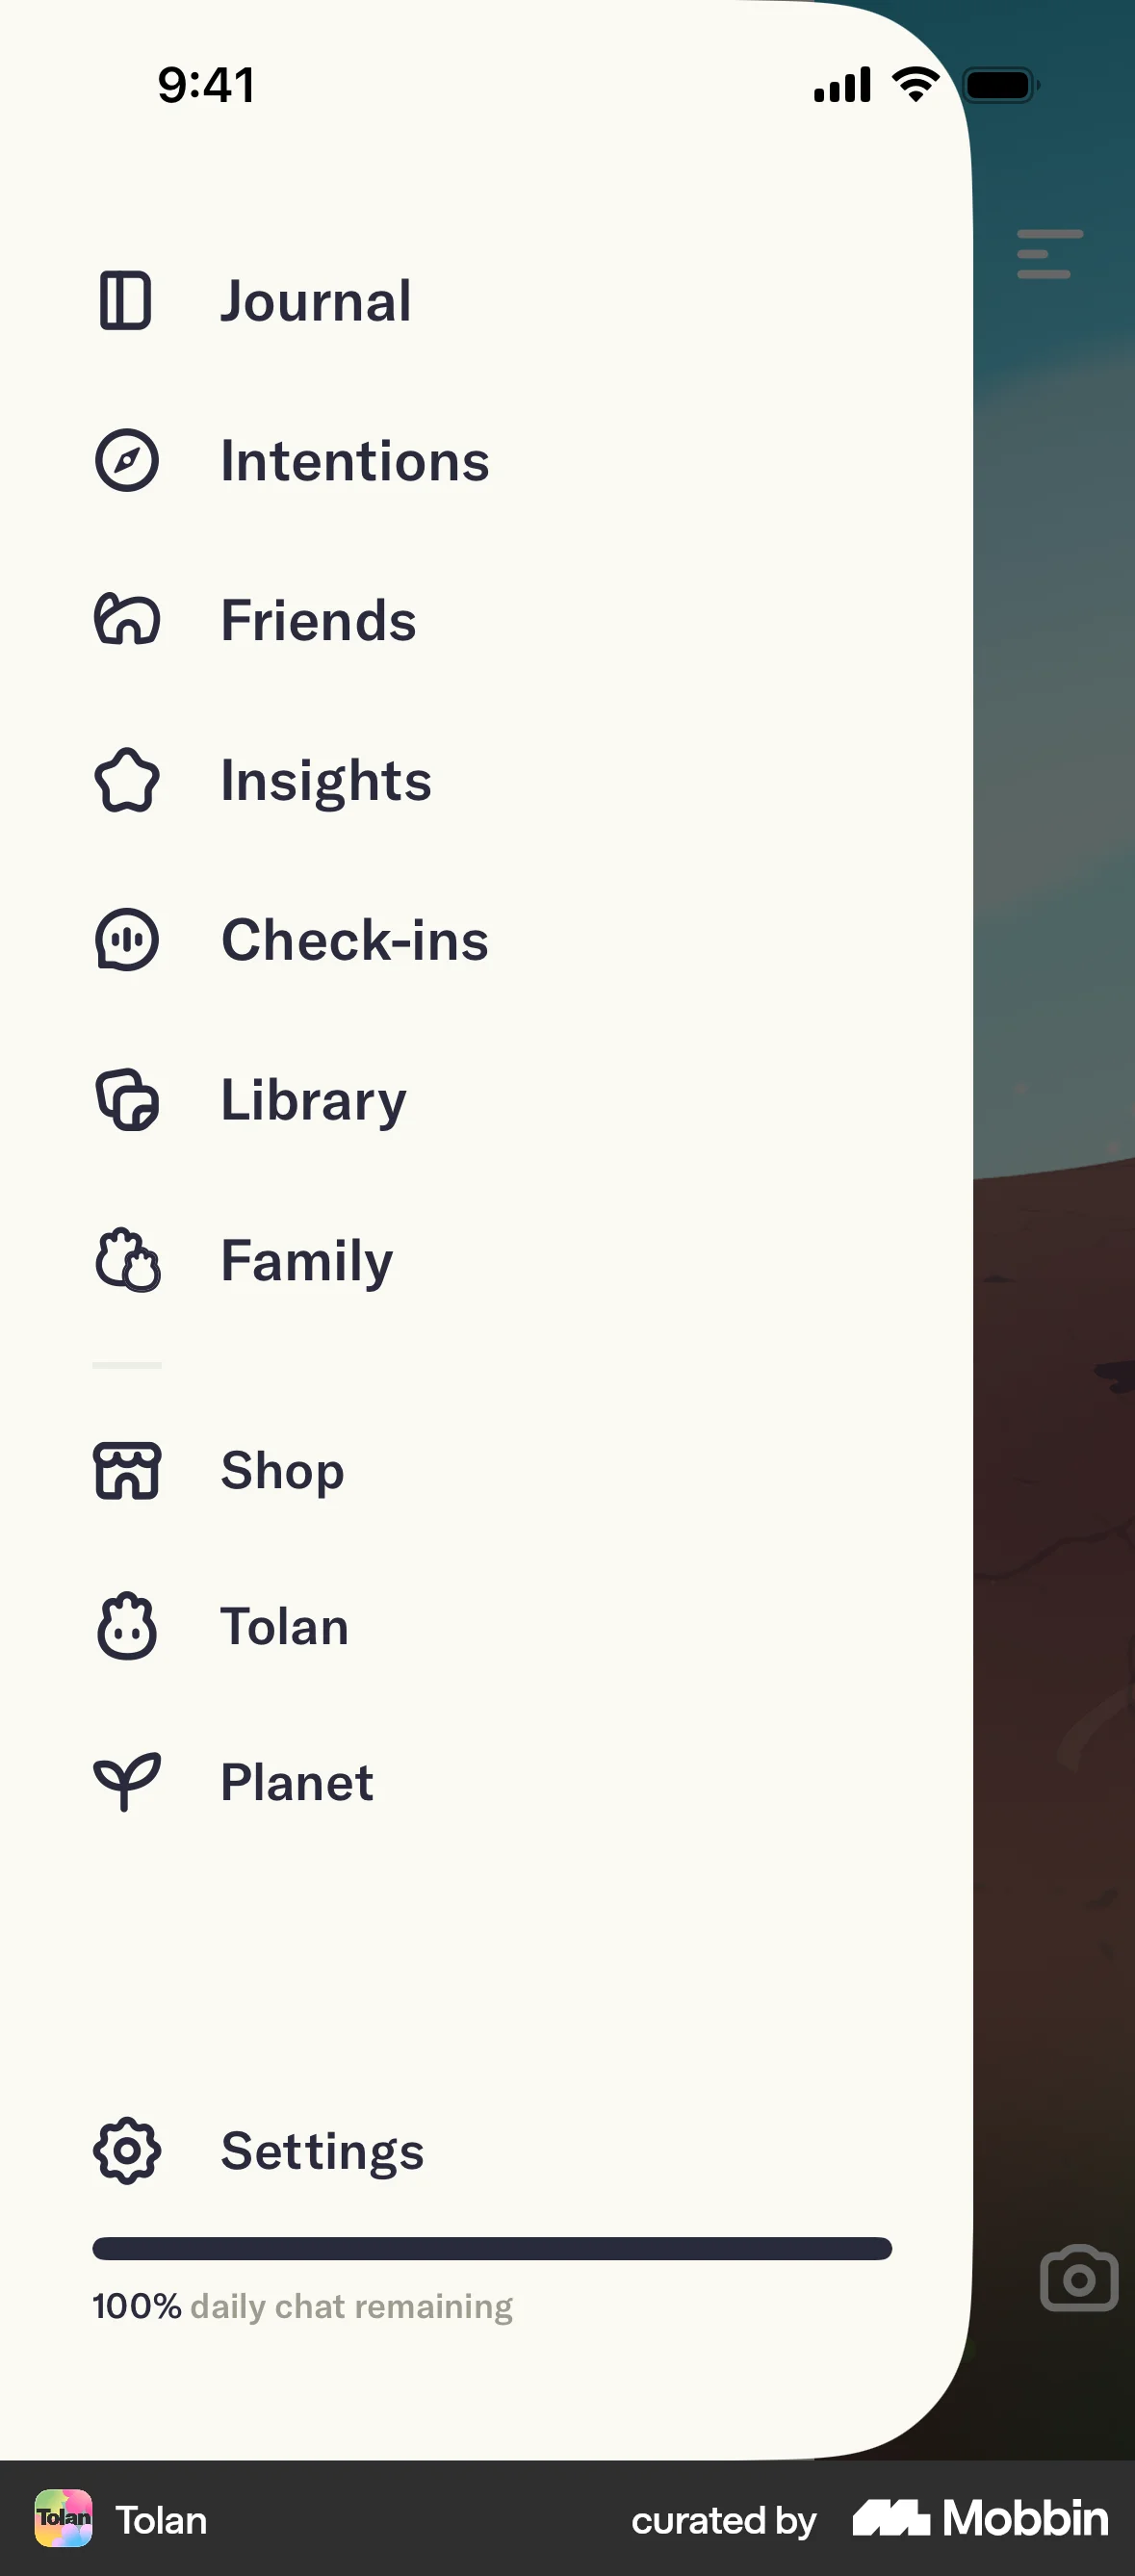 9:41
Journal
Intentions
Friends
Insights
Check-ins
Library
Family
Shop
Tolan
Planet
Settings
100% daily chat remaining
Tolan
Tolan
curated by Mobbin